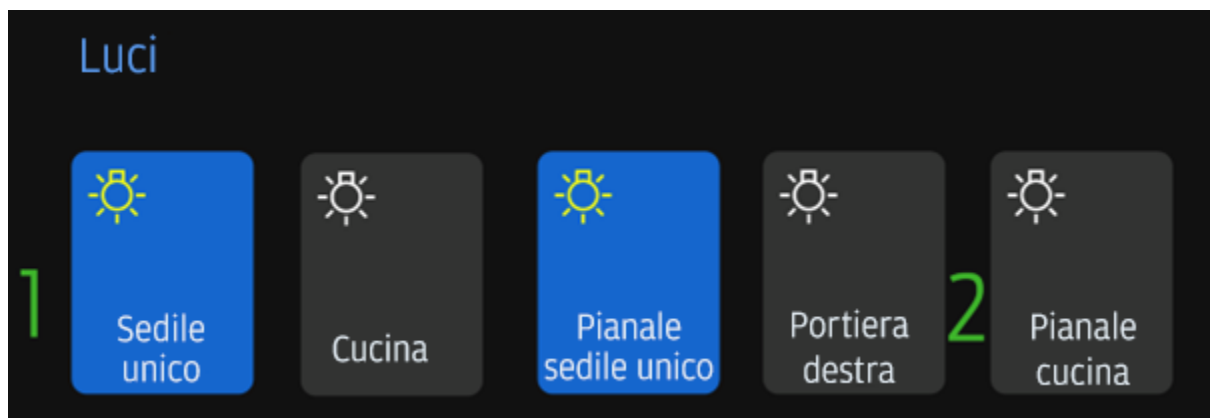 Luci
1
Sedile
unico
Cucina
Pianale
sedile unico
Portiera
destra
2
Pianale
cucina